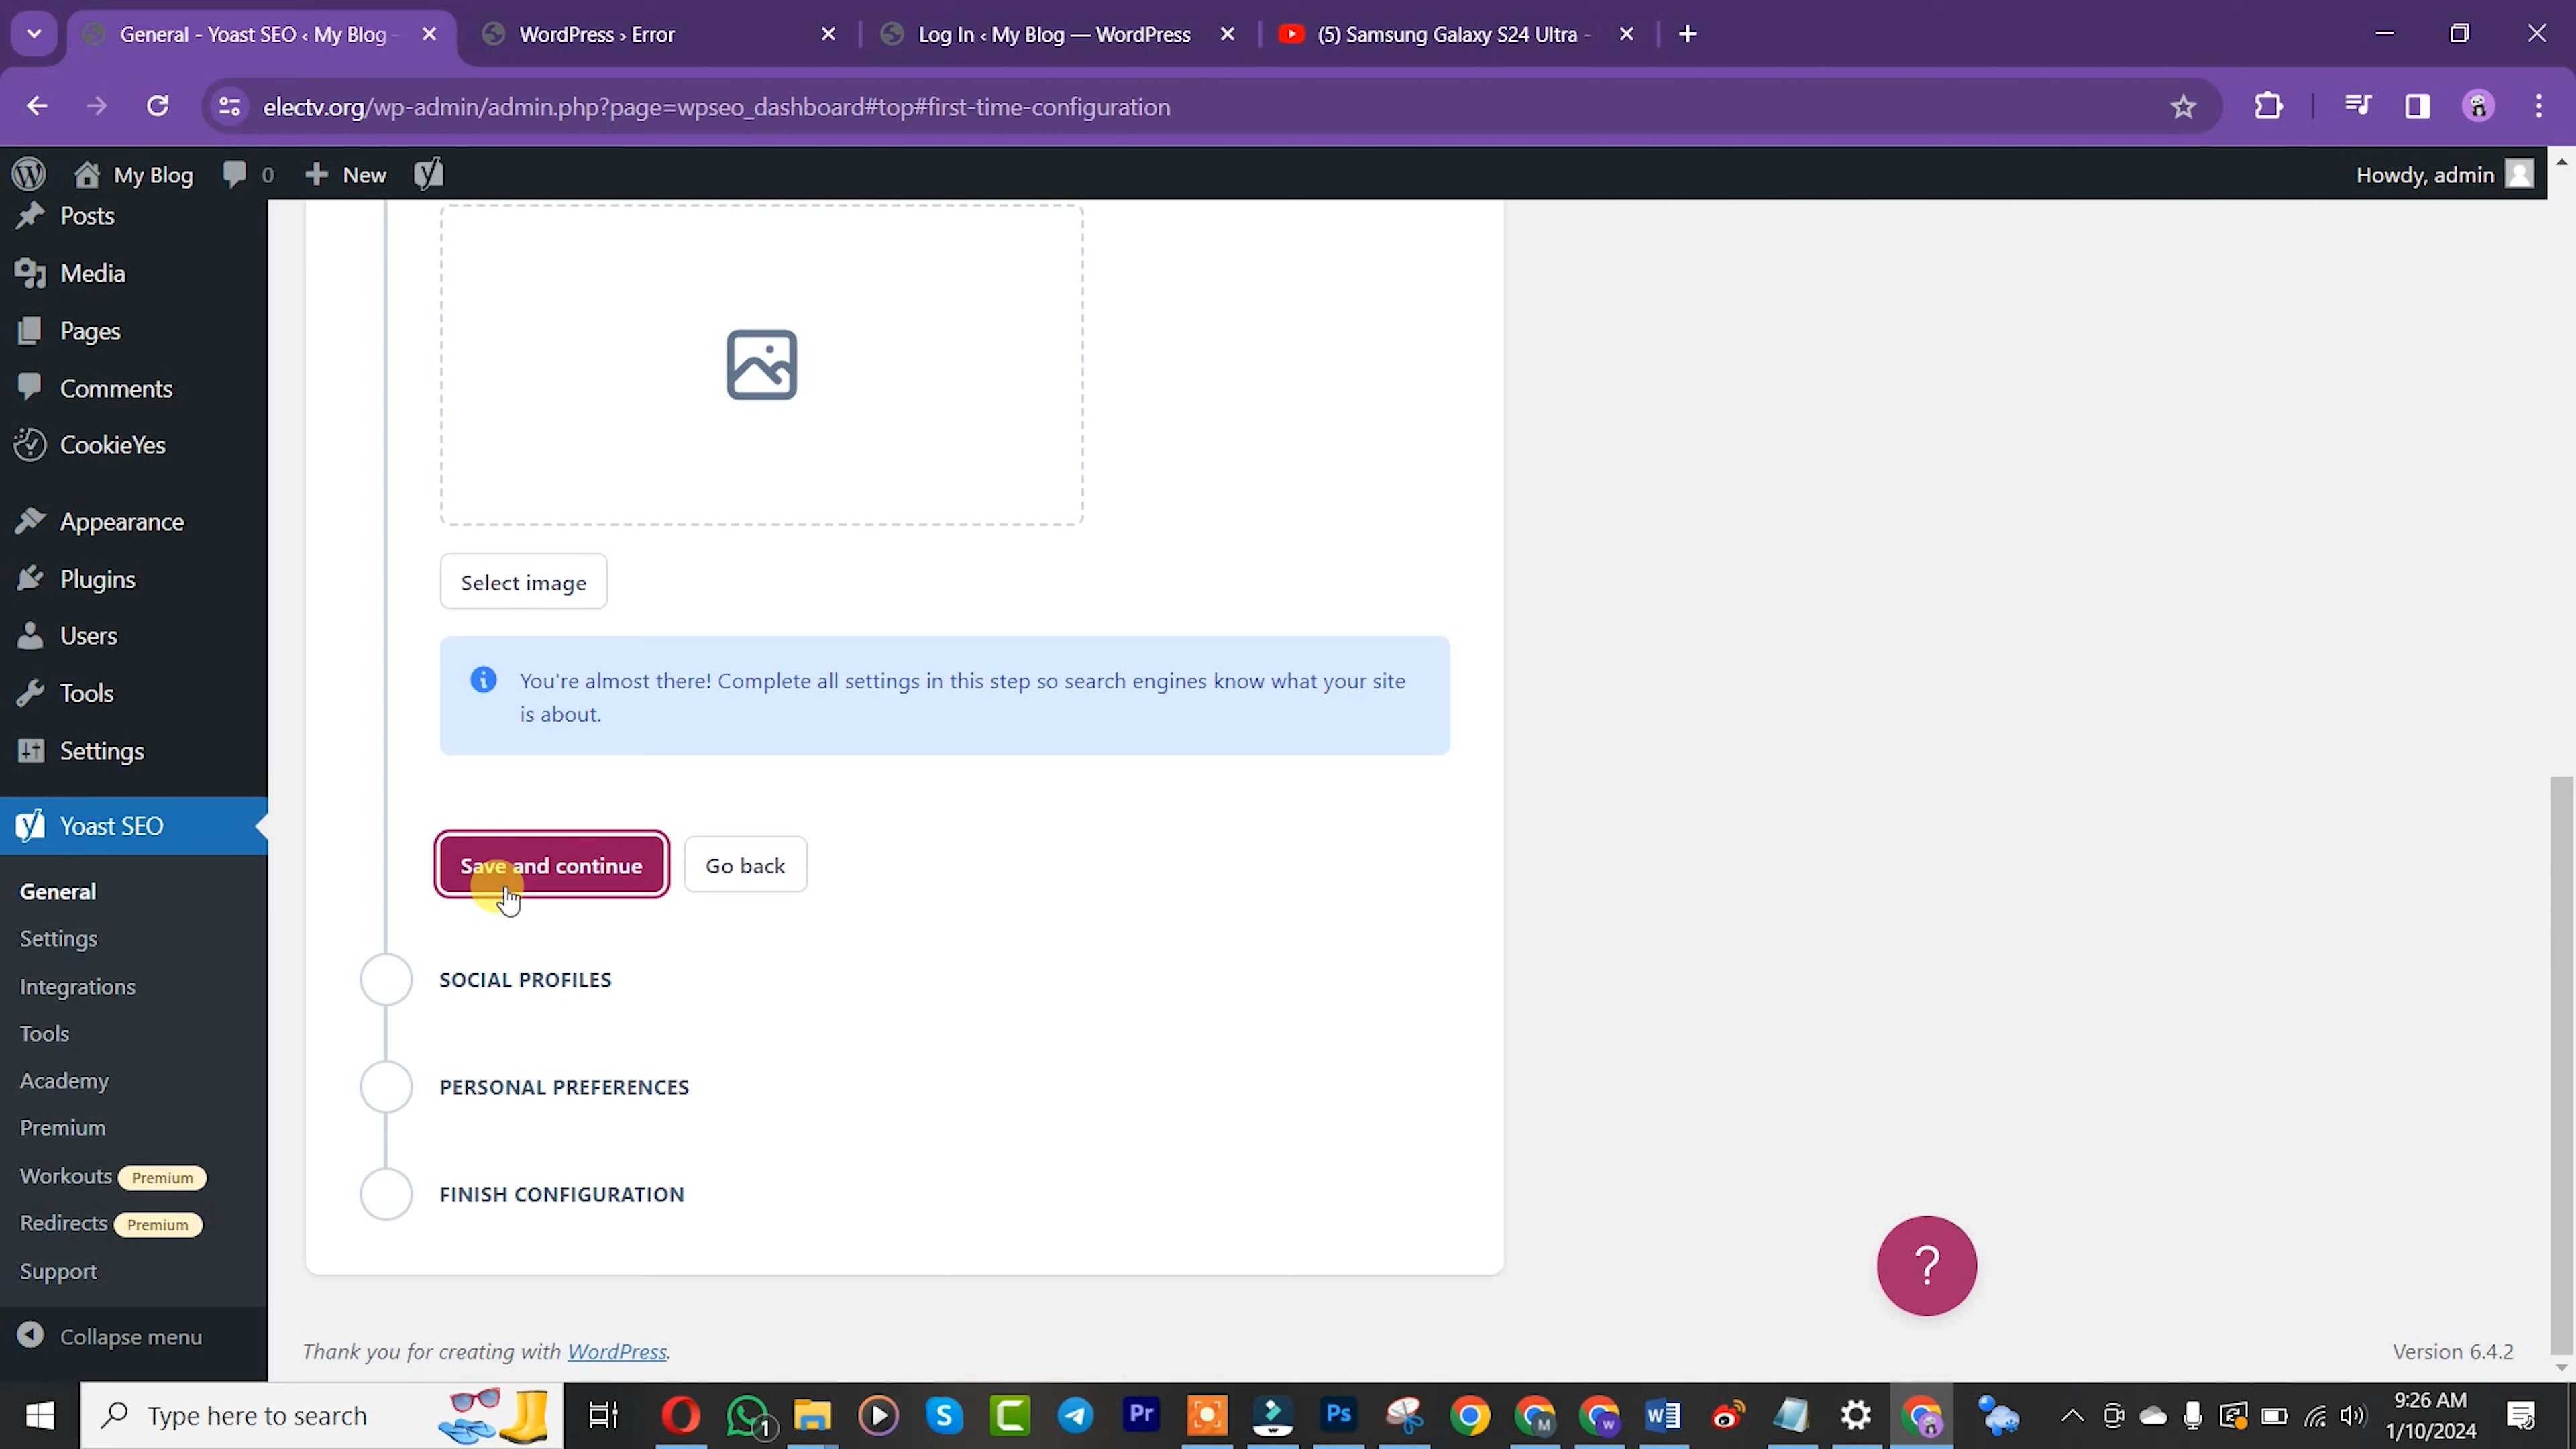 General - Yoast SEO ‹ My Blog -
WordPress › Error
Log In ‹ My Blog — WordPress
(5) Samsung Galaxy S24 Ultra -
electv.org/wp-admin/admin.php?page=wpseo_dashboard#top#first-time-configuration
My Blog
0
New
Howdy, admin
Posts
Media
Pages
Comments
CookieYes
Appearance
Plugins
Users
Tools
Settings
Yoast SEO
General
Settings
Integrations
Tools
Academy
Premium
Workouts Premium
Redirects Premium
Support
Collapse menu
Select image
You're almost there! Complete all settings in this step so search engines know what your site
is about.
Save and continue
Go back
SOCIAL PROFILES
PERSONAL PREFERENCES
FINISH CONFIGURATION
?
Thank you for creating with WordPress.
Version 6.4.2
Type here to search
1
S
C
Pr
Ps
M
W
W
9:26 AM
1/10/2024